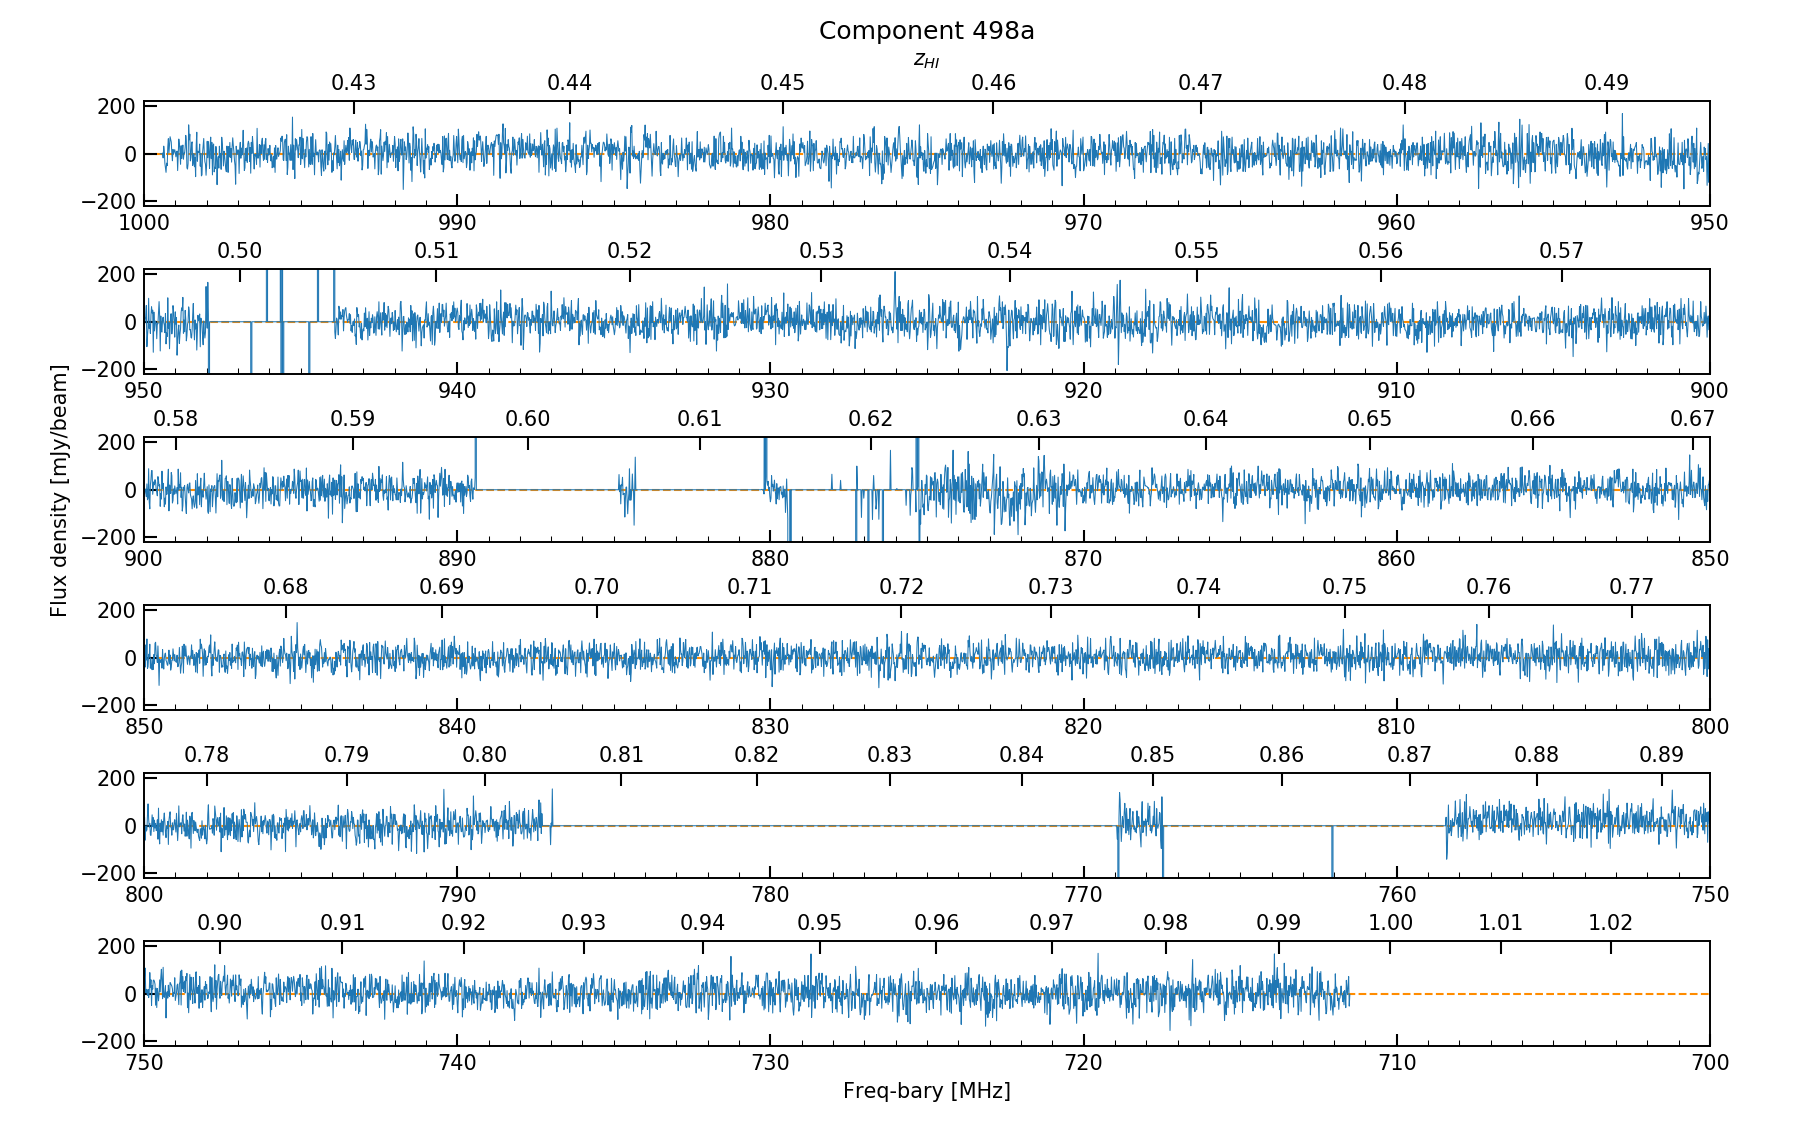 Component 498a
z_HI
0.43 0.44 0.45 0.46 0.47 0.48 0.49
200
0
−200
1000 990 980 970 960 950
0.50 0.51 0.52 0.53 0.54 0.55 0.56 0.57
200
0
−200
950 940 930 920 910 900
0.58 0.59 0.60 0.61 0.62 0.63 0.64 0.65 0.66 0.67
200
0
−200
900 890 880 870 860 850
Flux density [mJy/beam]
0.68 0.69 0.70 0.71 0.72 0.73 0.74 0.75 0.76 0.77
200
0
−200
850 840 830 820 810 800
0.78 0.79 0.80 0.81 0.82 0.83 0.84 0.85 0.86 0.87 0.88 0.89
200
0
−200
800 790 780 770 760 750
0.90 0.91 0.92 0.93 0.94 0.95 0.96 0.97 0.98 0.99 1.00 1.01 1.02
200
0
−200
750 740 730 720 710 700
Freq-bary [MHz]